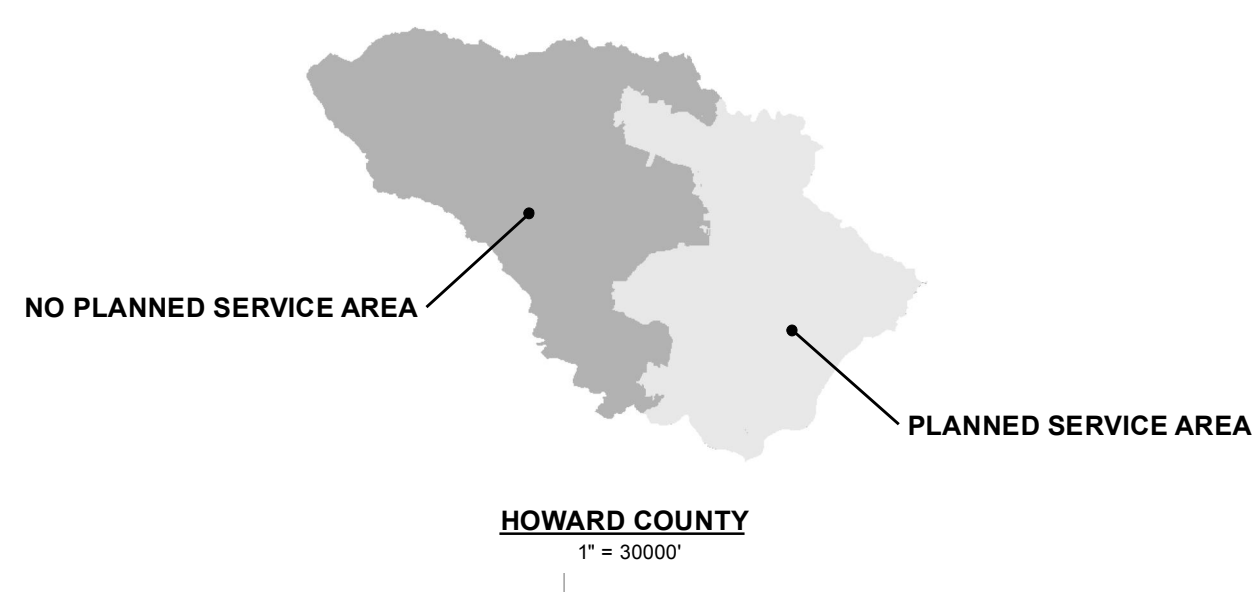 NO PLANNED SERVICE AREA
PLANNED SERVICE AREA
HOWARD COUNTY
1" = 30000'